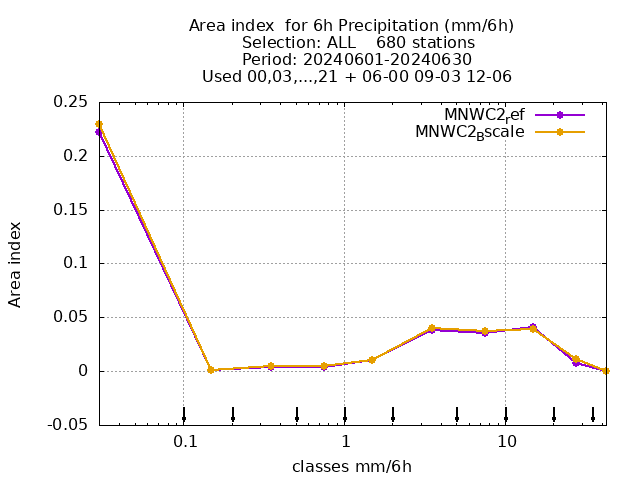 Area index  for 6h Precipitation (mm/6h)
Selection: ALL    680 stations
Period: 20240601-20240630
Used 00,03,...,21 + 06-00 09-03 12-06
MNWC2ref
MNWC2Bscale
0.25
0.2
0.15
0.1
0.05
0
-0.05
Area index
0.1 1 10
classes mm/6h